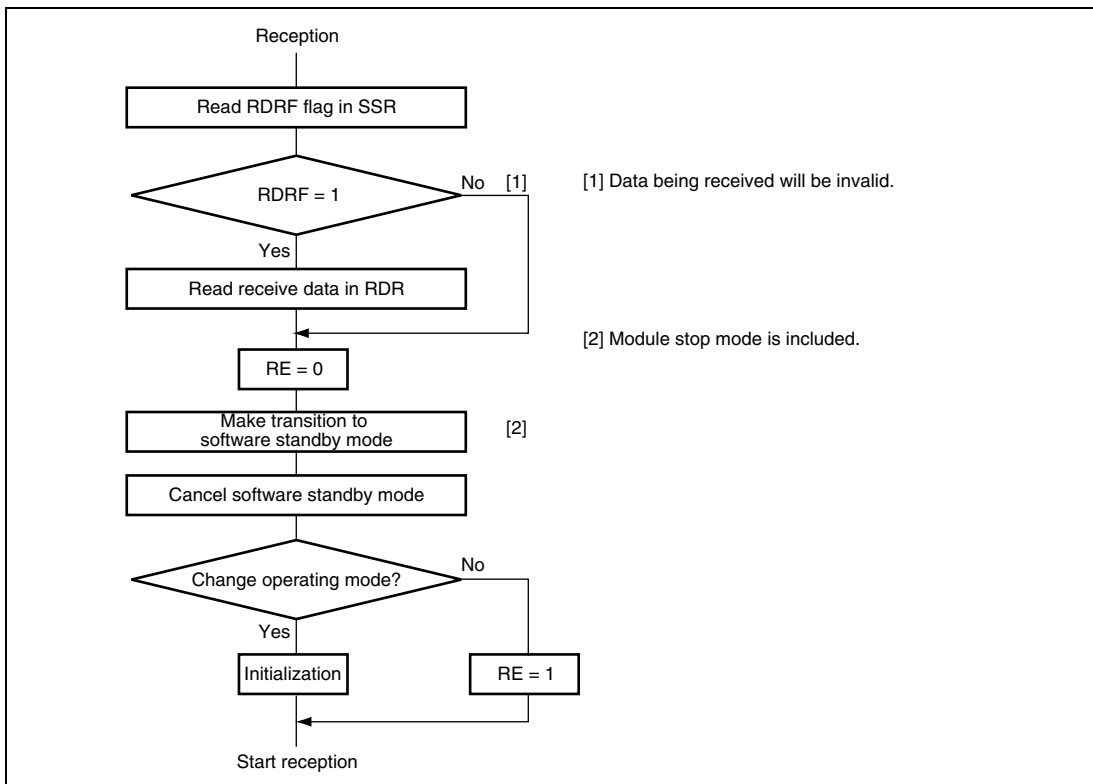 Reception
Read RDRF flag in SSR
RDRF = 1
No [1]
[1] Data being received will be invalid.
Yes
Read receive data in RDR
[2] Module stop mode is included.
RE = 0
Make transition to
software standby mode
[2]
Cancel software standby mode
Change operating mode?
No
Yes
Initialization
RE = 1
Start reception